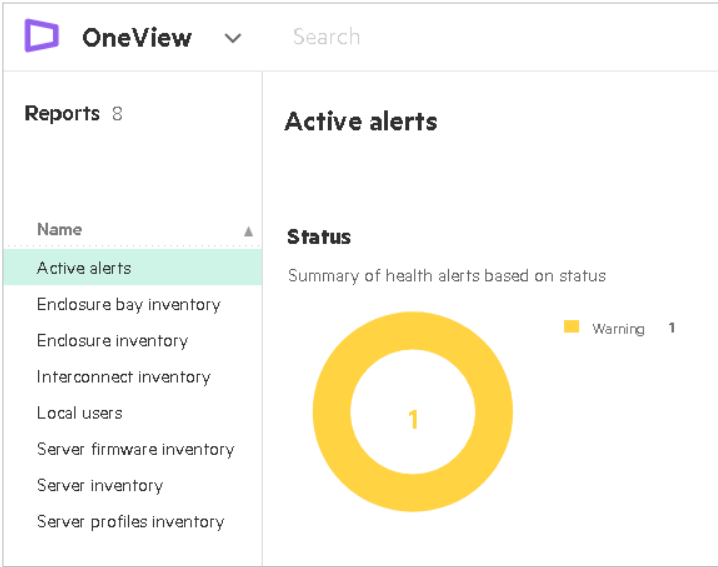 OneView
Search
Reports 8
Active alerts
Name
Status
Active alerts
Summary of health alerts based on status
Enclosure bay inventory
Enclosure inventory
Warning 1
Interconnect inventory
Local users
1
Server firmware inventory
Server inventory
Server profiles inventory